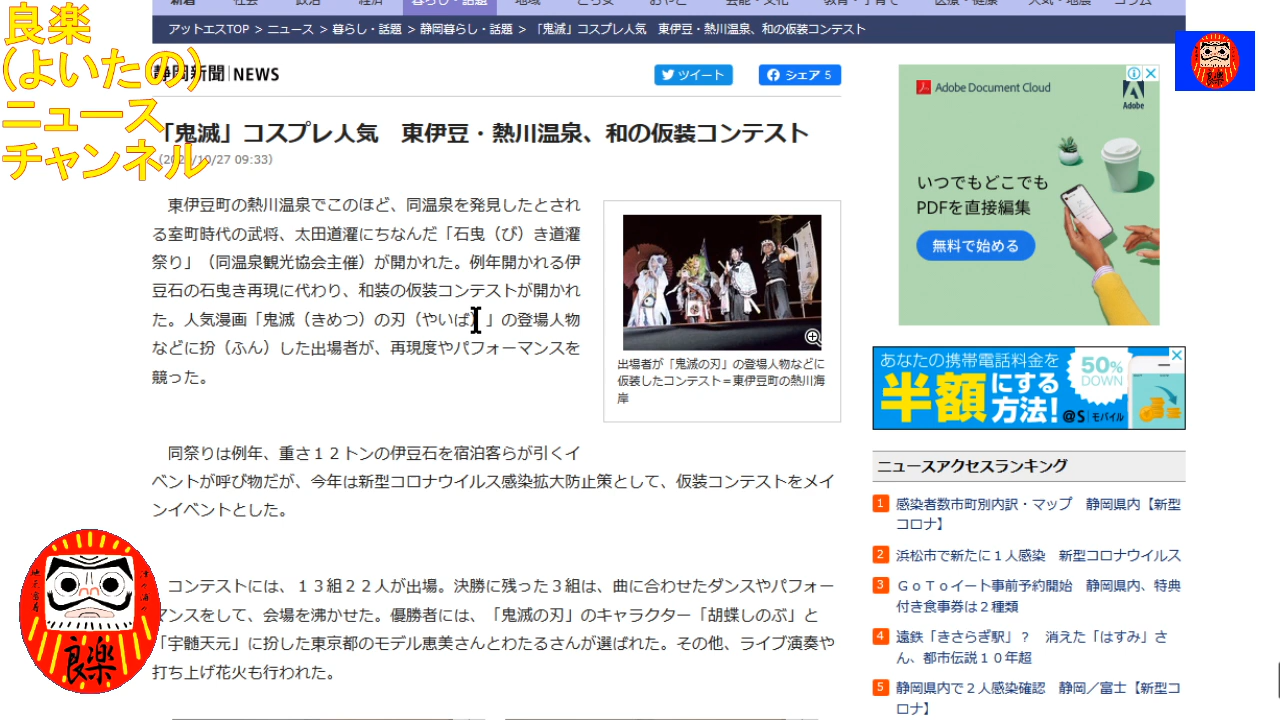 良楽
(よいたの)
ニュース
チャンネル
アットエスTOP > ニュース > 暮らし・話題 > 静岡暮らし・話題 > 「鬼滅」コスプレ人気　東伊豆・熱川温泉、和の仮装コンテスト
静岡新聞 NEWS
ツイート
シェア 5
「鬼滅」コスプレ人気　東伊豆・熱川温泉、和の仮装コンテスト
10/27 09:33)
東伊豆町の熱川温泉でこのほど、同温泉を発見したとされ
る室町時代の武将、太田道灌にちなんだ「石曳（び）き道灌
祭り」（同温泉観光協会主催）が開かれた。例年開かれる伊
豆石の石曳き再現に代わり、和装の仮装コンテストが開かれ
た。人気漫画「鬼滅（きめつ）の刃（やいば）」の登場人物
などに扮（ふん）した出場者が、再現度やパフォーマンスを
競った。
出場者が「鬼滅の刃」の登場人物などに
仮装したコンテスト＝東伊豆町の熱川海
岸
同祭りは例年、重さ１２トンの伊豆石を宿泊客らが引くイ
ベントが呼び物だが、今年は新型コロナウイルス感染拡大防止策として、仮装コンテストをメイ
ンイベントとした。
コンテストには、１３組２２人が出場。決勝に残った３組は、曲に合わせたダンスやパフォー
マンスをして、会場を沸かせた。優勝者には、「鬼滅の刃」のキャラクター「胡蝶しのぶ」と
「宇髄天元」に扮した東京都のモデル恵美さんとわたるさんが選ばれた。その他、ライブ演奏や
打ち上げ花火も行われた。
良楽
Adobe Document Cloud
Adobe
いつでもどこでも
PDFを直接編集
無料で始める
あなたの携帯電話料金を
半額にする
方法!
50%
DOWN
@S モバイル
ニュースアクセスランキング
1 感染者数市町別内訳・マップ　静岡県内【新型
コロナ】
2 浜松市で新たに１人感染　新型コロナウイルス
3 ＧｏＴｏイート事前予約開始　静岡県内、特典
付き食事券は２種類
4 遠鉄「きさらぎ駅」？　消えた「はすみ」さ
ん、都市伝説１０年超
5 静岡県内で２人感染確認　静岡／富士【新型コ
ロナ】
良楽